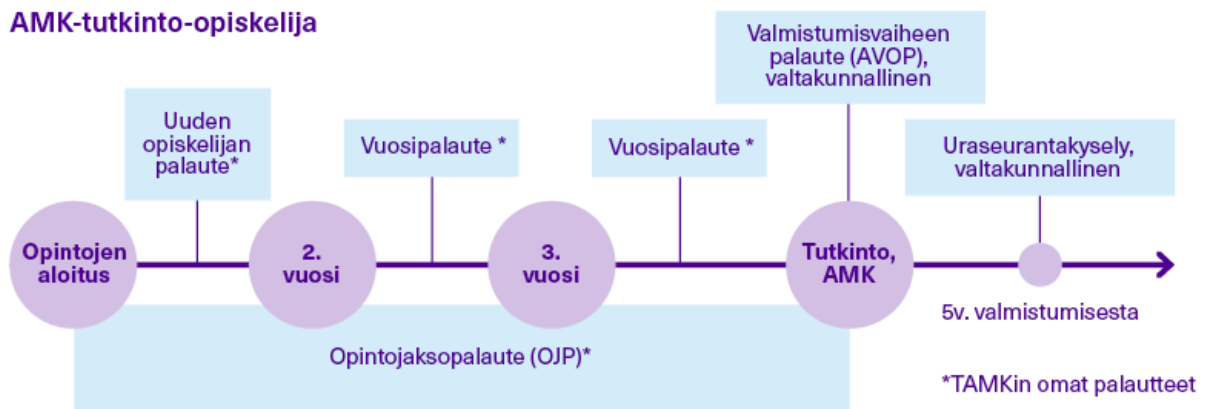 AMK-tutkinto-opiskelija
Valmistumisvaiheen
palaute (AVOP),
valtakunnallinen
Uuden
opiskelijan
palaute*
Vuosipalaute *
Vuosipalaute *
Uraseurantakysely,
valtakunnallinen
Opintojen
aloitus
2.
vuosi
3.
vuosi
Tutkinto,
AMK
5v. valmistumisesta
Opintojaksopalaute (OJP)*
*TAMKin omat palautteet